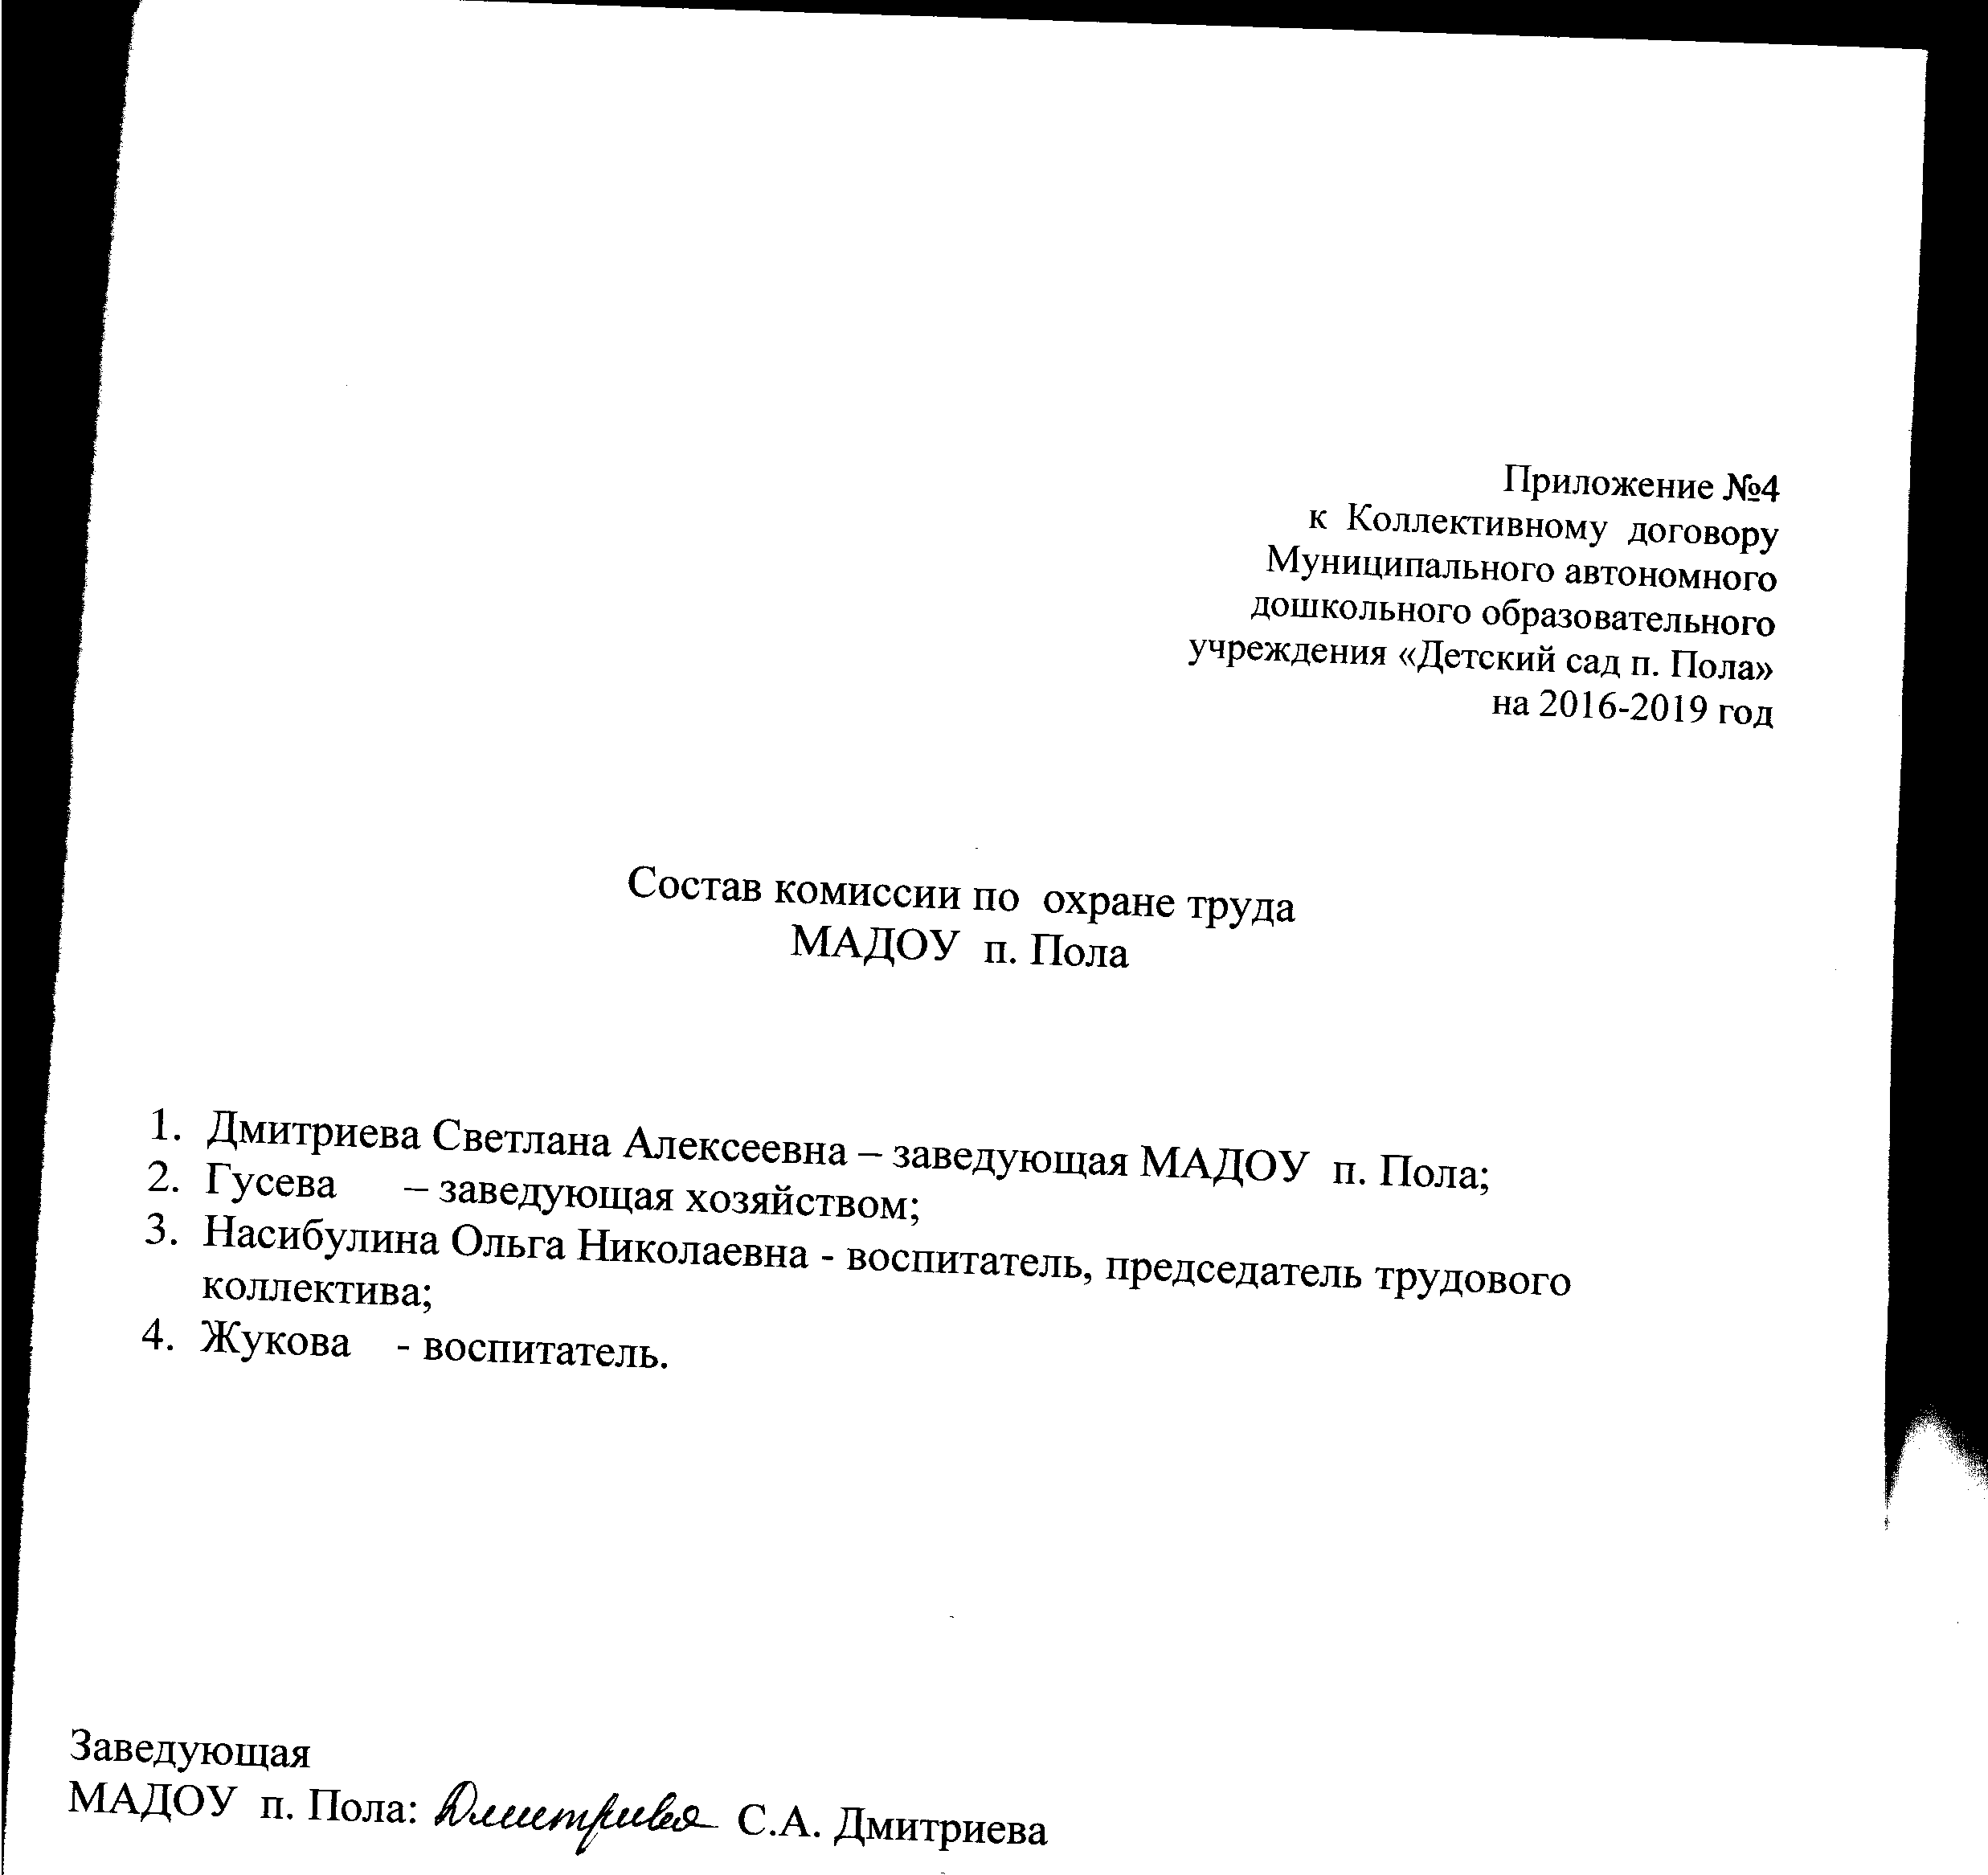 Приложение №4
к Коллективному договору
Муниципального автономного
дошкольного образовательного
учреждения «Детский сад п. Пола»
на 2016-2019 год
Состав комиссии по охране труда
МАДОУ п. Пола
1. Дмитриева Светлана Алексеевна – заведующая МАДОУ п. Пола;
2. Гусева – заведующая хозяйством;
3. Насибулина Ольга Николаевна - воспитатель, председатель трудового
коллектива;
4. Жукова - воспитатель.
Заведующая
МАДОУ п. Пола: Дмитриева С.А. Дмитриева